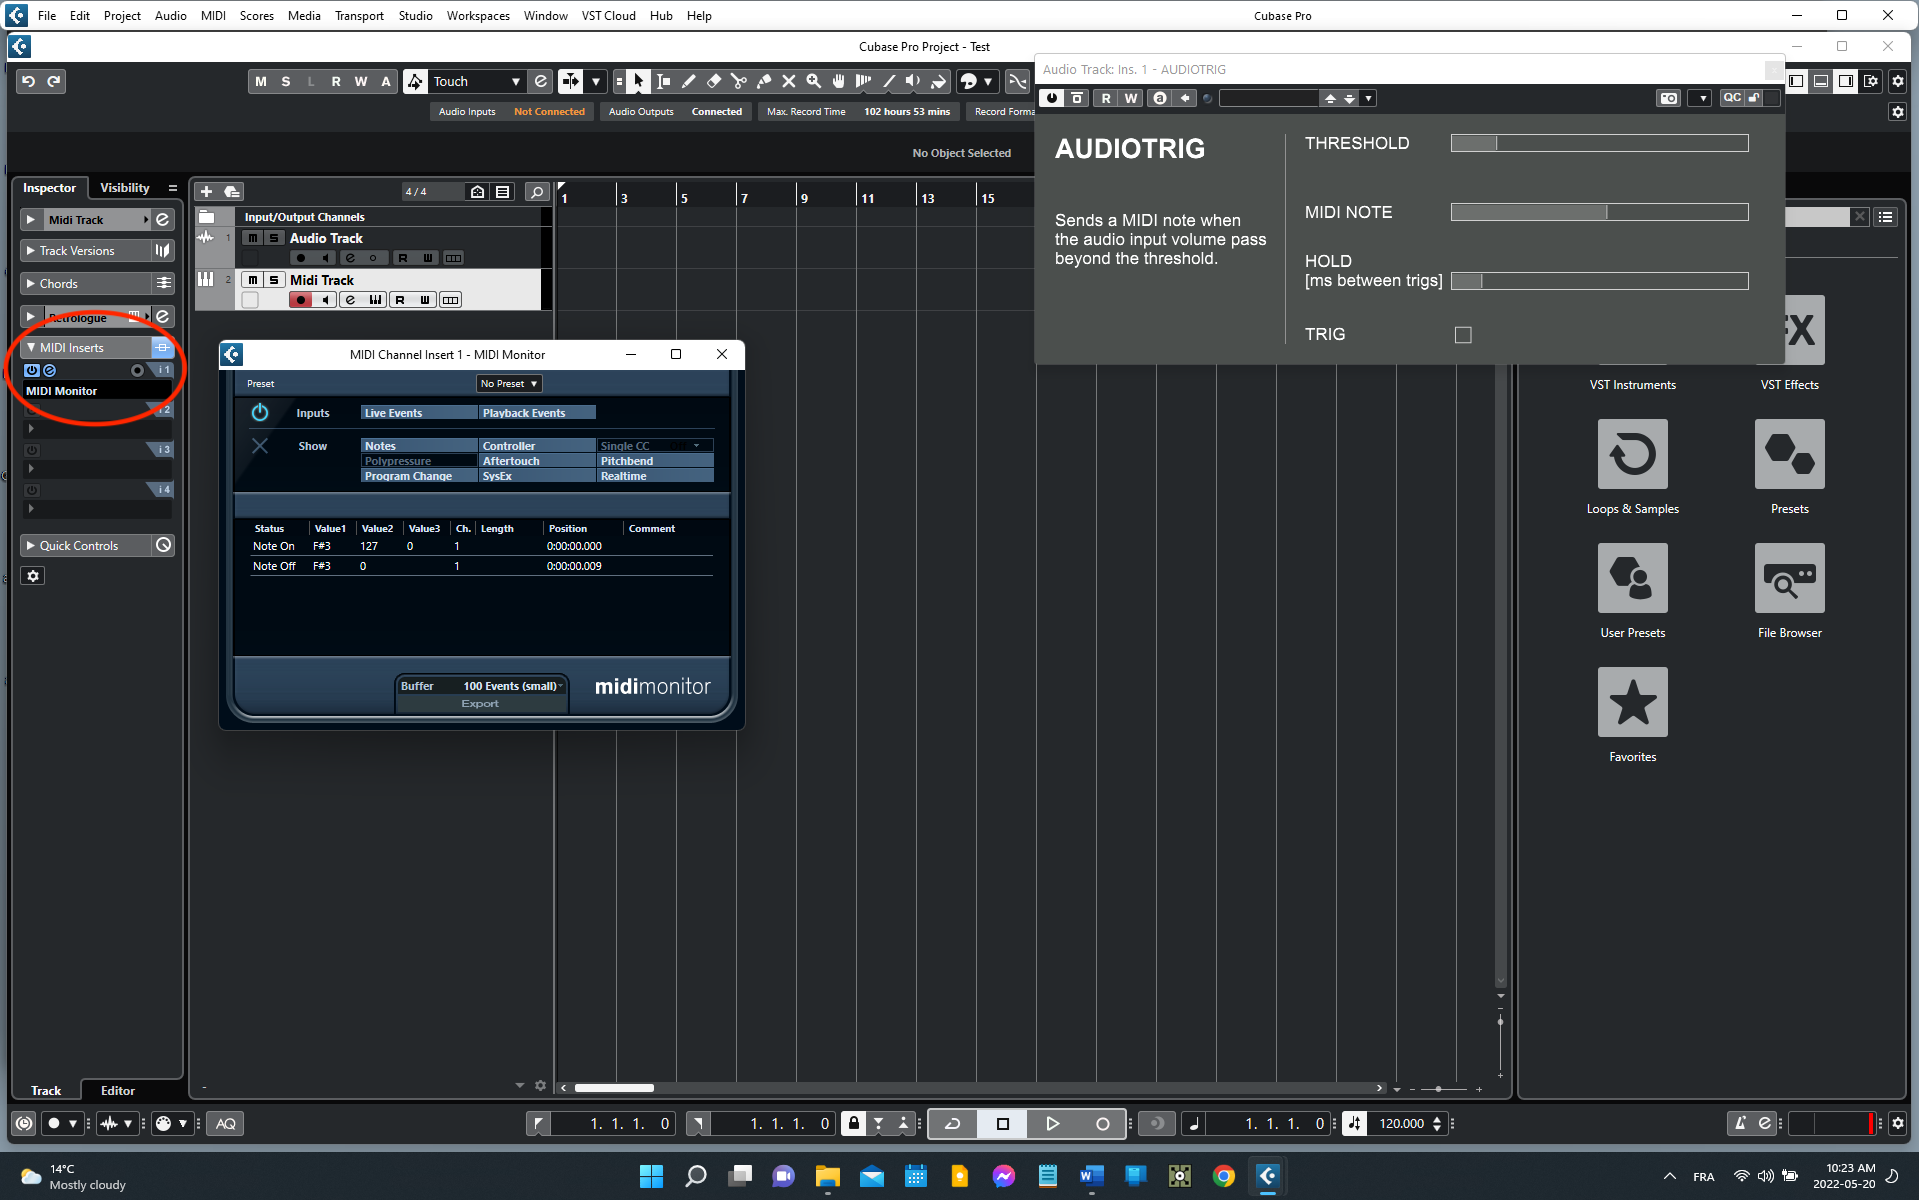 File Edit Project Audio MIDI Scores Media Transport Studio Workspaces Window VST Cloud Hub Help
Cubase Pro
Cubase Pro Project - Test
M S L R W A
Touch
Audio Inputs Not Connected Audio Outputs Connected Max. Record Time 102 hours 53 mins Record Forma
No Object Selected
Inspector Visibility
Midi Track
Track Versions
Chords
Retrologue
MIDI Inserts
i 1
MIDI Monitor
i 2
i 3
i 4
Quick Controls
Track Editor
4/4
1 3 5 7 9 11 13 15
Input/Output Channels
1 m S Audio Track
R W
2 m S Midi Track
R W
MIDI Channel Insert 1 - MIDI Monitor
Preset No Preset
Inputs Live Events Playback Events
Show Notes Controller Single CC
Polypressure Aftertouch Pitchbend
Program Change SysEx Realtime
Status Value1 Value2 Value3 Ch. Length Position Comment
Note On F#3 127 0 1 0:00:00.000
Note Off F#3 0 1 0:00:00.009
Buffer 100 Events (small)
Export
midimonitor
Audio Track: Ins. 1 - AUDIOTRIG
R W
QC
AUDIOTRIG
Sends a MIDI note when
the audio input volume pass
beyond the threshold.
THRESHOLD
MIDI NOTE
HOLD
[ms between trigs]
TRIG
X
VST Instruments VST Effects
Loops & Samples Presets
User Presets File Browser
Favorites
AQ
1. 1. 1. 0
1. 1. 1. 0
1. 1. 1. 0
120.000
14°C
Mostly cloudy
FRA
10:23 AM
2022-05-20